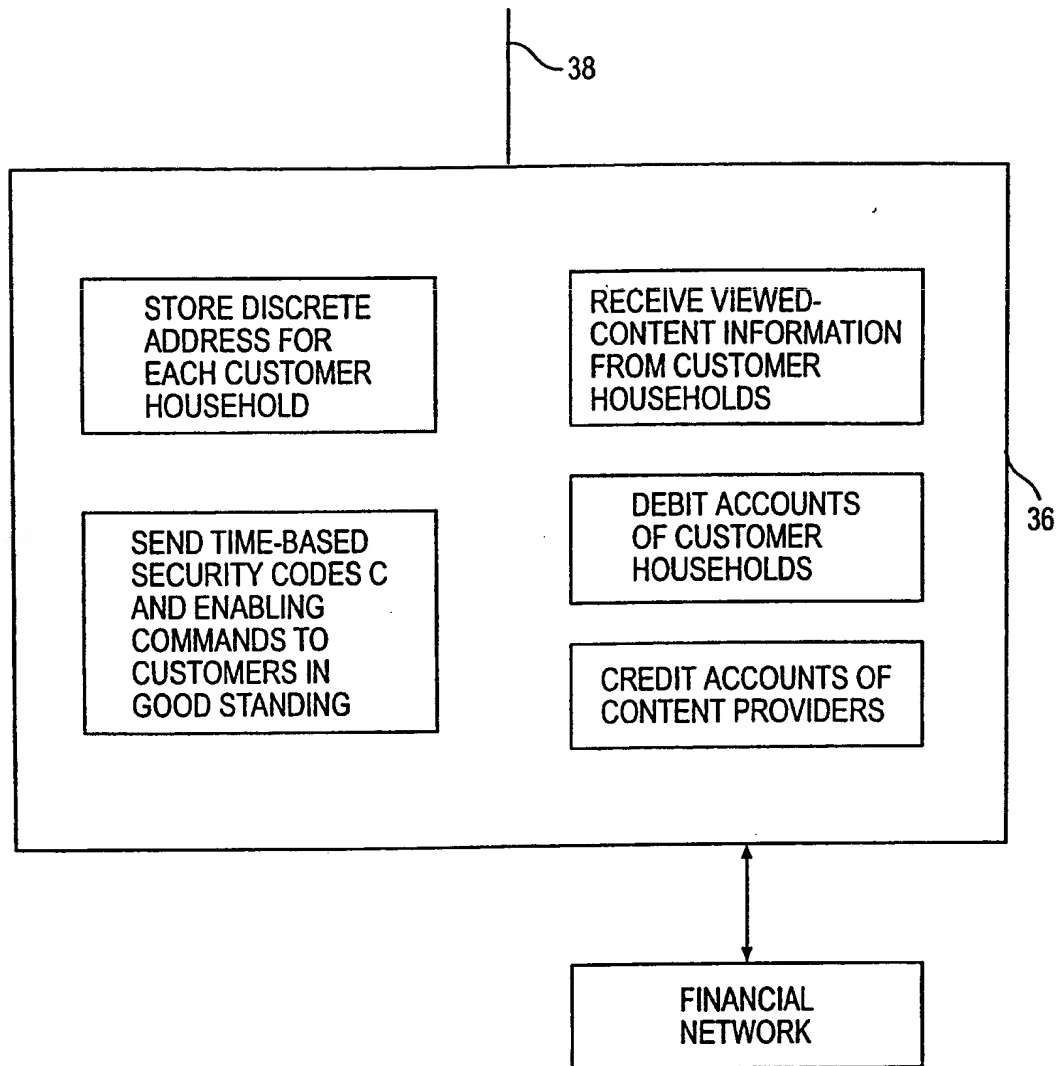 38
STORE DISCRETE
ADDRESS FOR
EACH CUSTOMER
HOUSEHOLD
RECEIVE VIEWED-
CONTENT INFORMATION
FROM CUSTOMER
HOUSEHOLDS
SEND TIME-BASED
SECURITY CODES C
AND ENABLING
COMMANDS TO
CUSTOMERS IN
GOOD STANDING
DEBIT ACCOUNTS
OF CUSTOMER
HOUSEHOLDS
36
CREDIT ACCOUNTS OF
CONTENT PROVIDERS
FINANCIAL
NETWORK